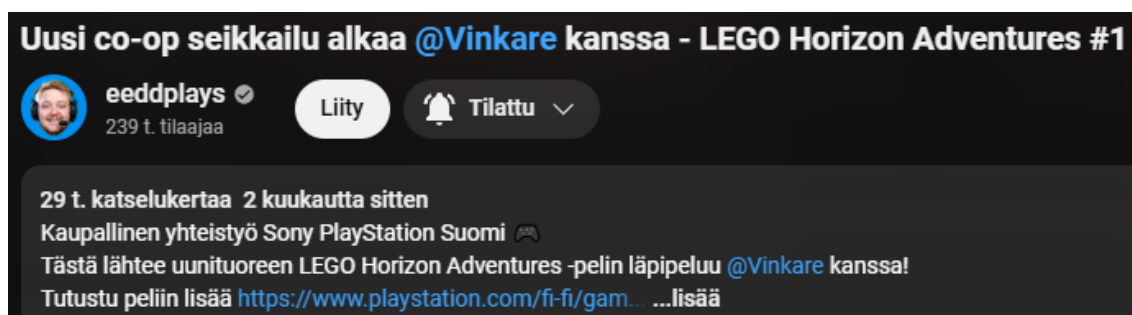 Uusi co-op seikkailu alkaa @Vinkare kanssa - LEGO Horizon Adventures #1
eeddplays
239 t. tilaajaa
Liity
Tilattu
29 t. katselukertaa 2 kuukautta sitten
Kaupallinen yhteistyö Sony PlayStation Suomi 🎮
Tästä lähtee uunituoreen LEGO Horizon Adventures -pelin läpipeluu @Vinkare kanssa!
Tutustu peliin lisää https://www.playstation.com/fi-fi/gam... ...lisää